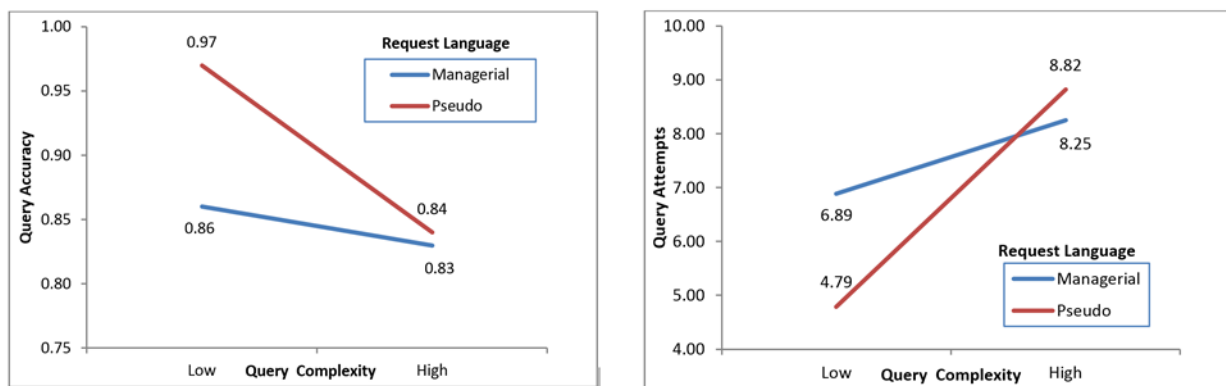 1.00
0.95
0.90
0.85
0.80
0.75
Query Accuracy
0.97
0.86
0.84
0.83
Request Language
Managerial
Pseudo
Low Query Complexity High
10.00
9.00
8.00
7.00
6.00
5.00
4.00
Query Attempts
8.82
8.25
6.89
4.79
Request Language
Managerial
Pseudo
Low Query Complexity High